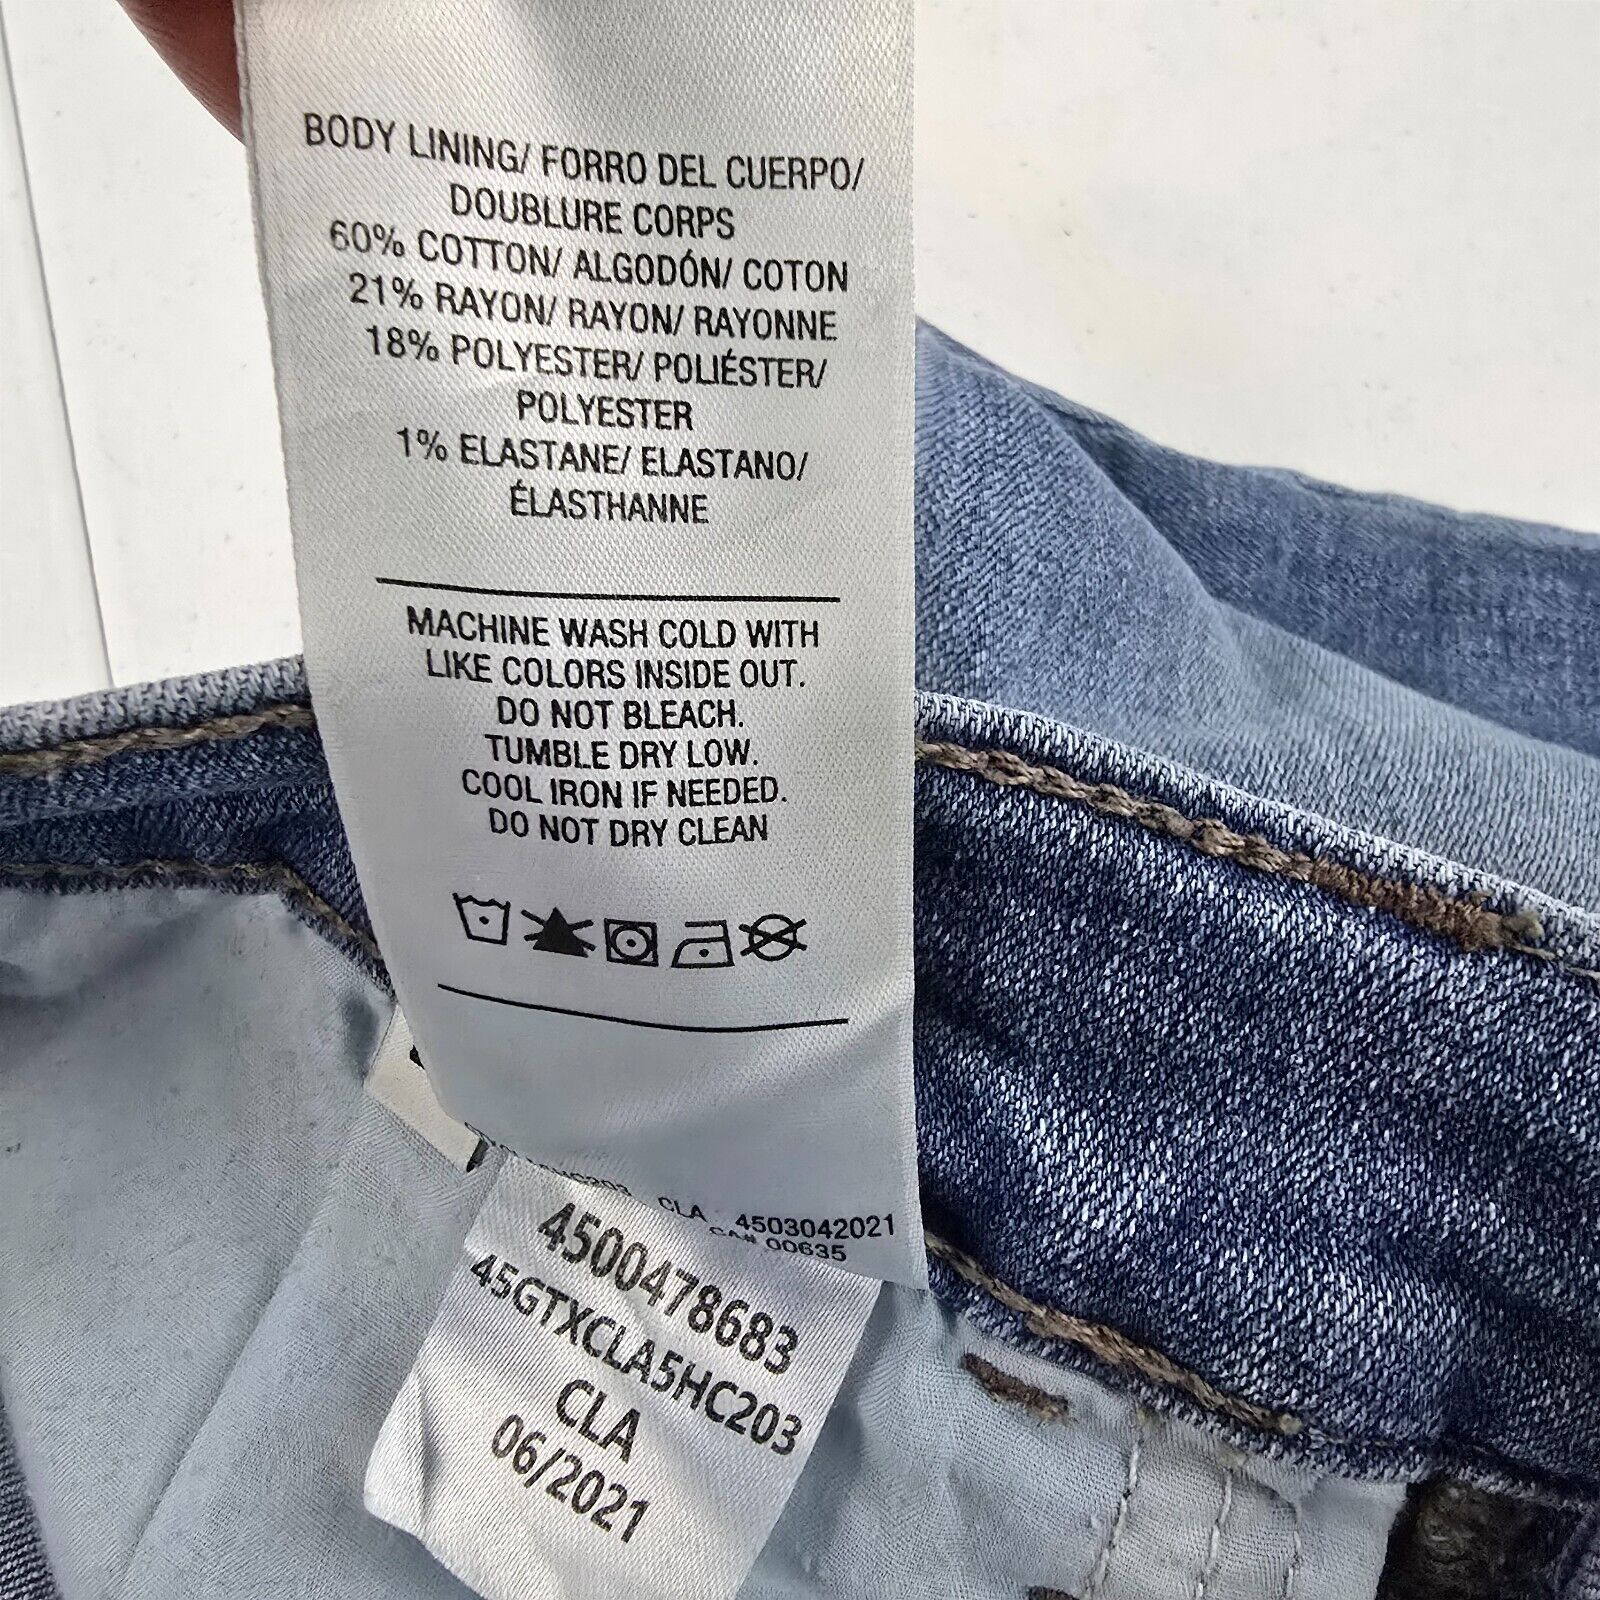 BODY LINING/ FORRO DEL CUERPO/
DOUBLURE CORPS
60% COTTON/ ALGODÓN/ COTON
21% RAYON/ RAYON/ RAYONNE
18% POLYESTER/ POLIÉSTER/
POLYESTER
1% ELASTANE/ ELASTANO/
ÉLASTHANNE
MACHINE WASH COLD WITH
LIKE COLORS INSIDE OUT.
DO NOT BLEACH.
TUMBLE DRY LOW.
COOL IRON IF NEEDED.
DO NOT DRY CLEAN
CLA 4503042021
CA# 00635
4500478683
45GTXCLA5HC203
CLA
06/2021